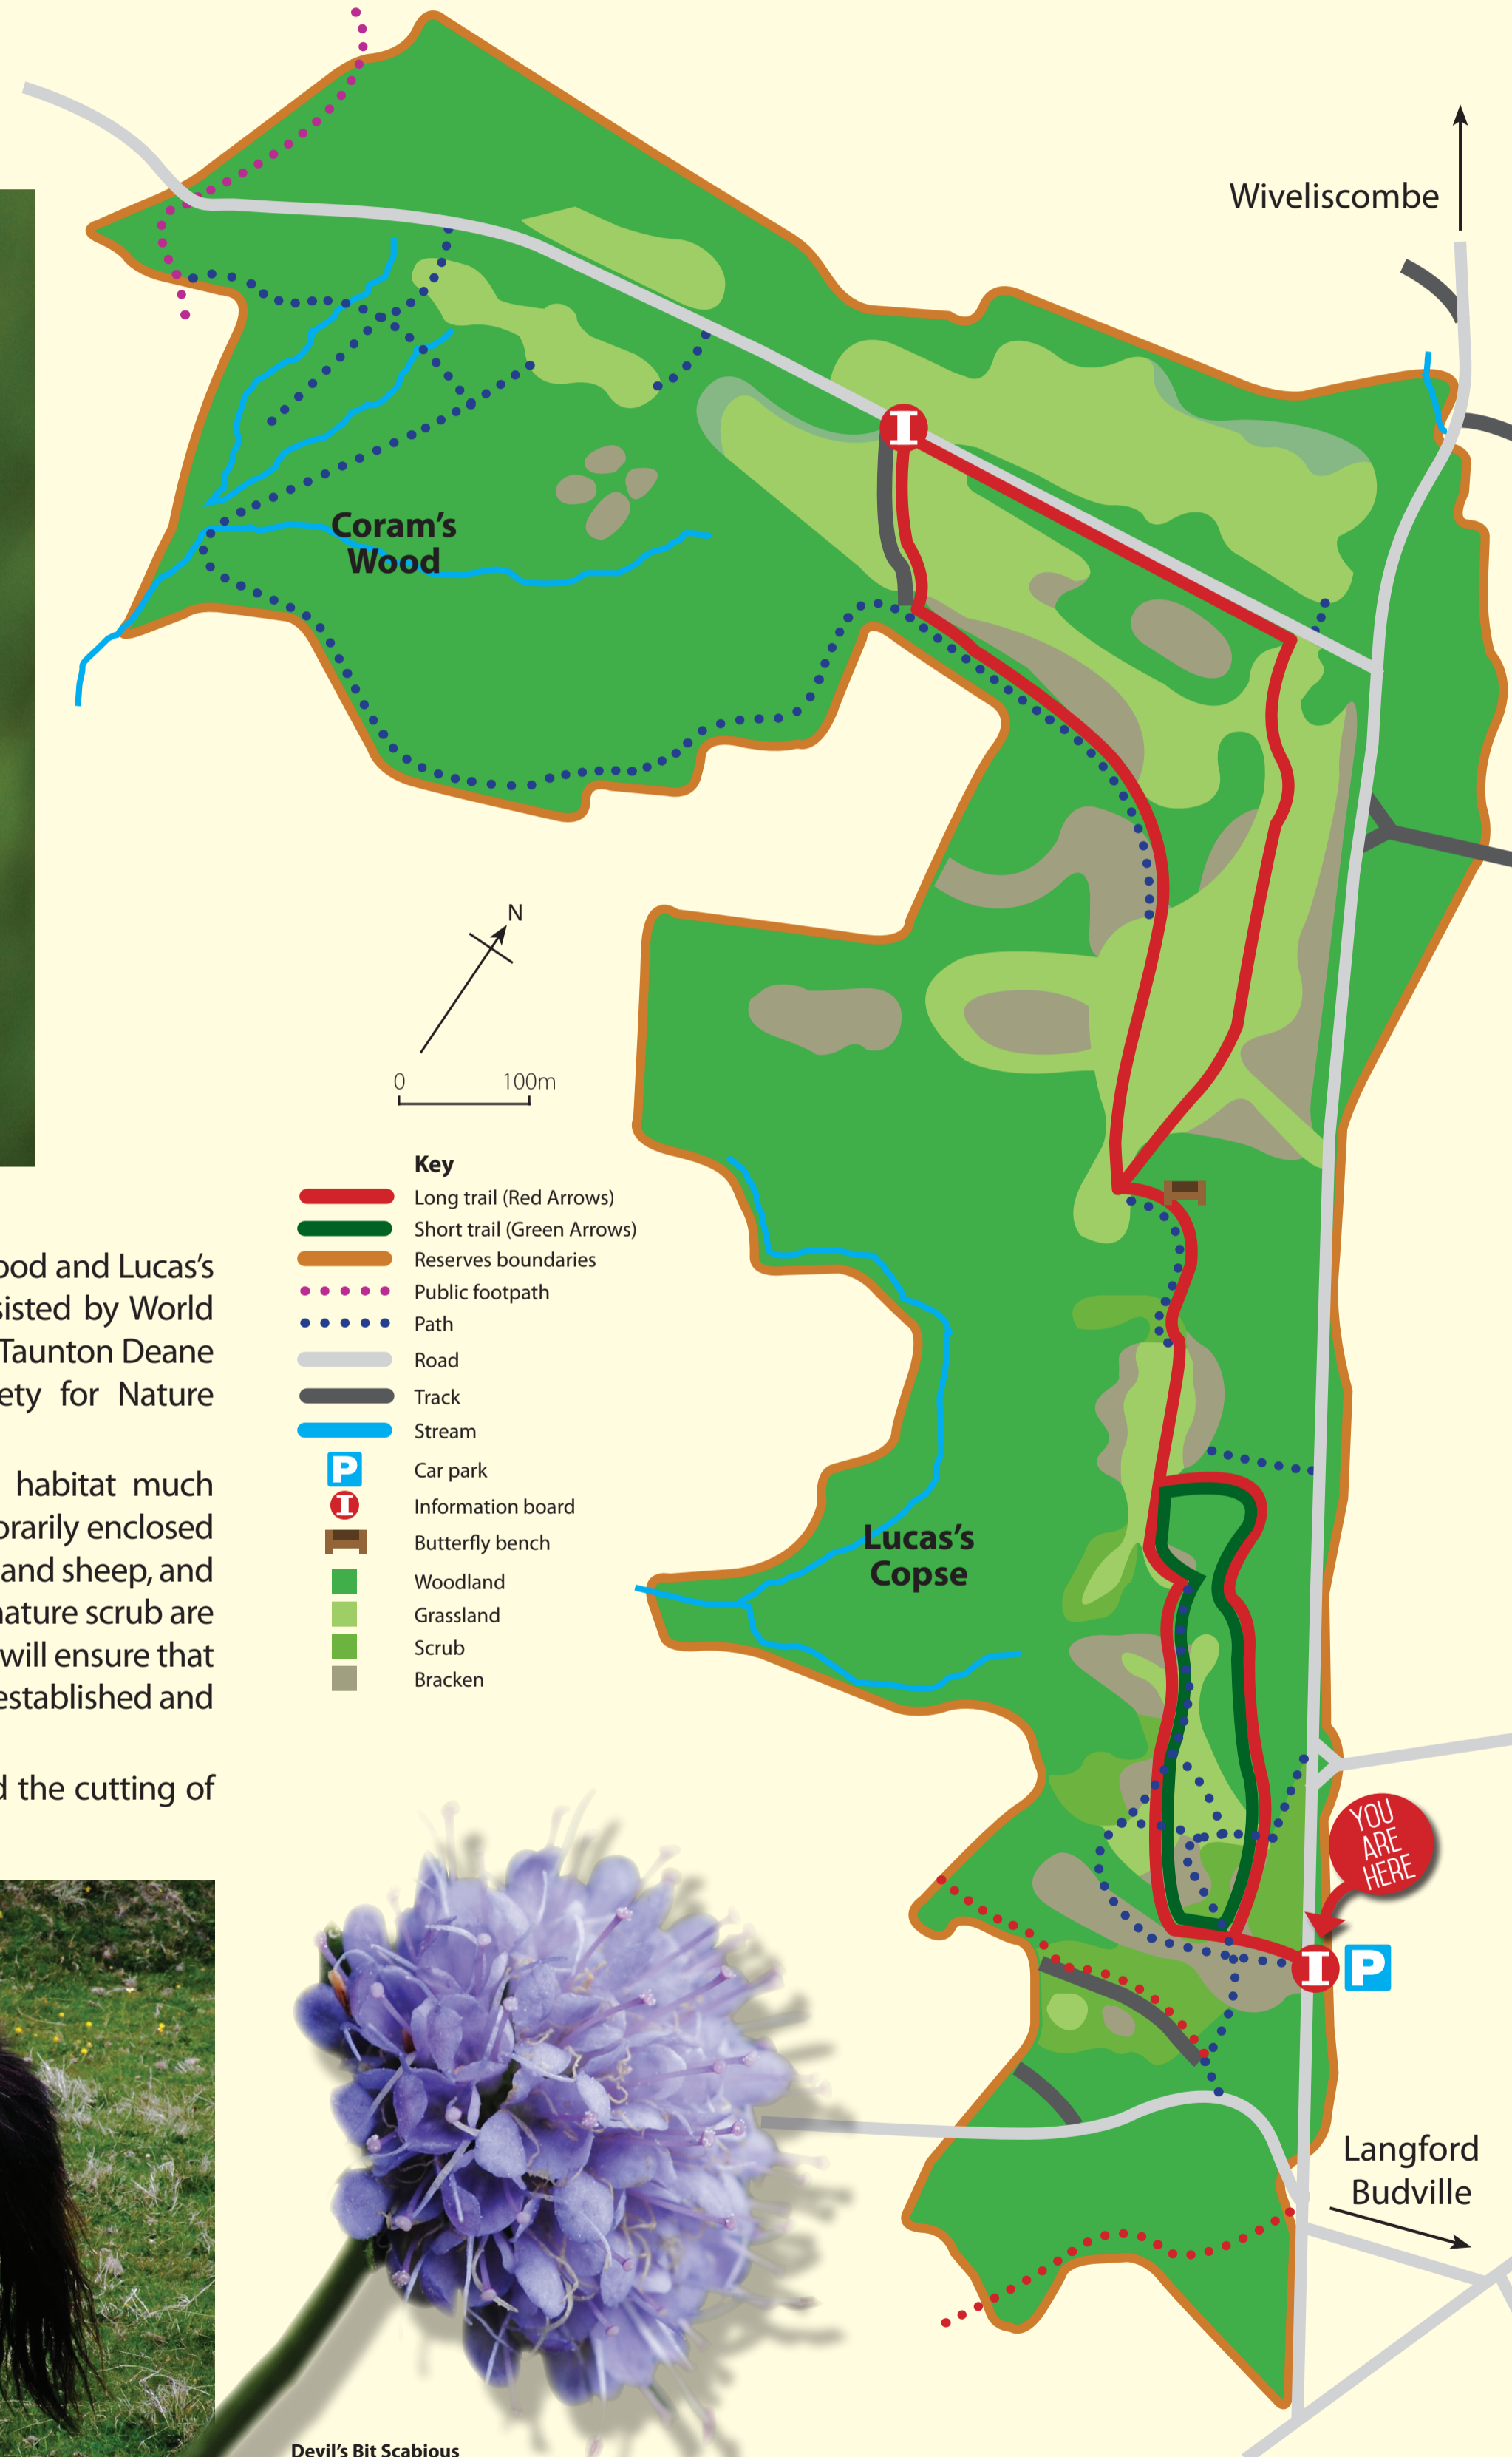 Wiveliscombe
Coram's
Wood
N
0 100m
Key
Long trail (Red Arrows)
Short trail (Green Arrows)
Reserves boundaries
Public footpath
Path
Road
Track
Stream
P Car park
I Information board
Butterfly bench
Woodland
Grassland
Scrub
Bracken
ood and Lucas's
sisted by World
Taunton Deane
ety for Nature
habitat much
orarily enclosed
and sheep, and
nature scrub are
will ensure that
established and
d the cutting of
I
Lucas's
Copse
YOU
ARE
HERE
I P
Langford
Budville
Devil's Bit Scabious